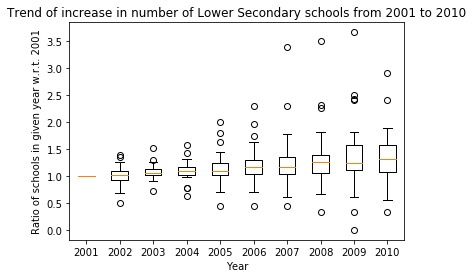 Trend of increase in number of Lower Secondary schools from 2001 to 2010
Ratio of schools in given year w.r.t. 2001
3.5
3.0
2.5
2.0
1.5
1.0
0.5
0.0
2001 2002 2003 2004 2005 2006 2007 2008 2009 2010
Year